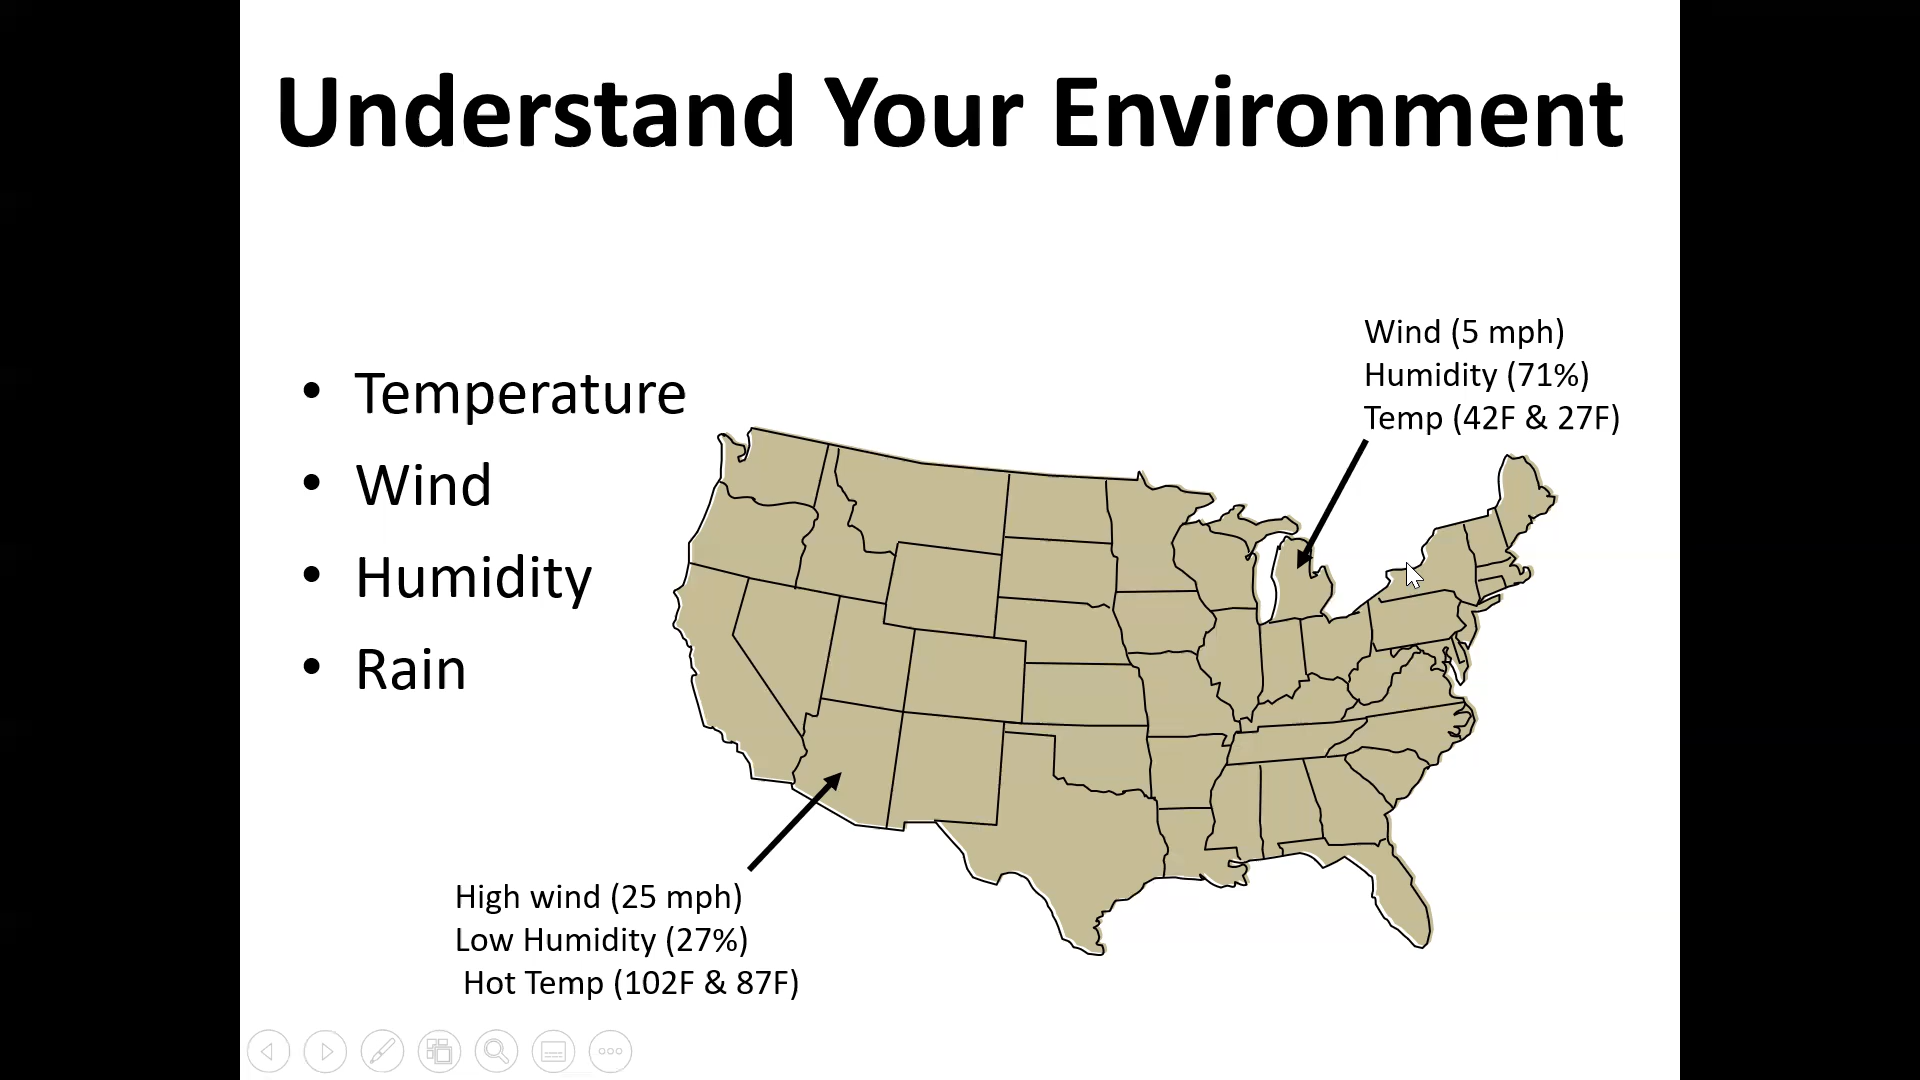 Understand Your Environment
• Temperature
• Wind
• Humidity
• Rain
Wind (5 mph)
Humidity (71%)
Temp (42F & 27F)
High wind (25 mph)
Low Humidity (27%)
Hot Temp (102F & 87F)